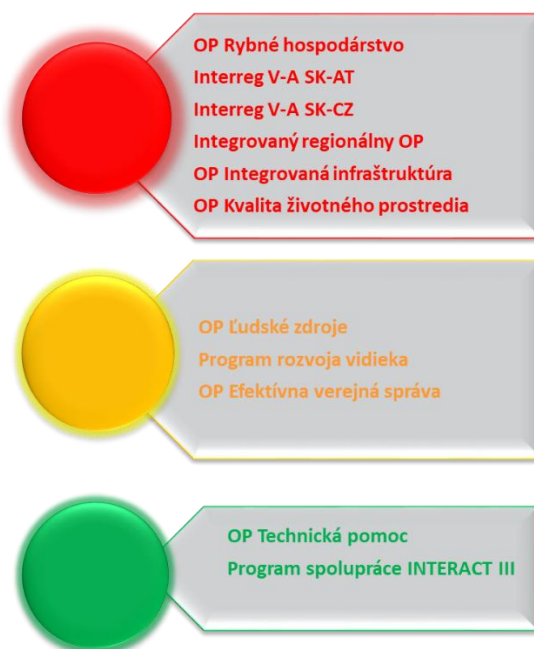 OP Rybné hospodárstvo
Interreg V-A SK-AT
Interreg V-A SK-CZ
Integrovaný regionálny OP
OP Integrovaná infraštruktúra
OP Kvalita životného prostredia
OP Ľudské zdroje
Program rozvoja vidieka
OP Efektívna verejná správa
OP Technická pomoc
Program spolupráce INTERACT III